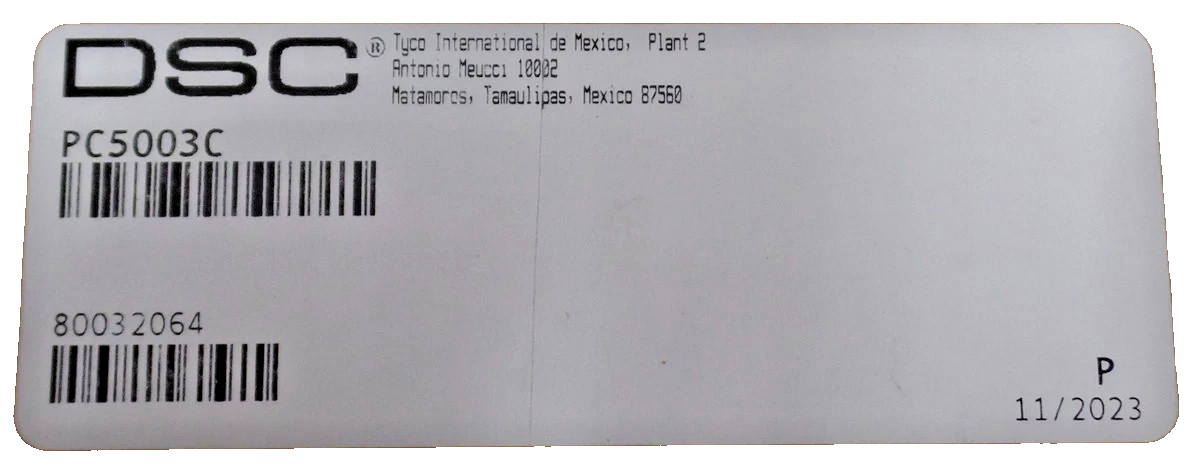 DSC® Tyco International de Mexico, Plant 2
Antonio Meucci 10002
Matamoros, Tamaulipas, Mexico 87560
PC5003C
80032064
P
11/2023